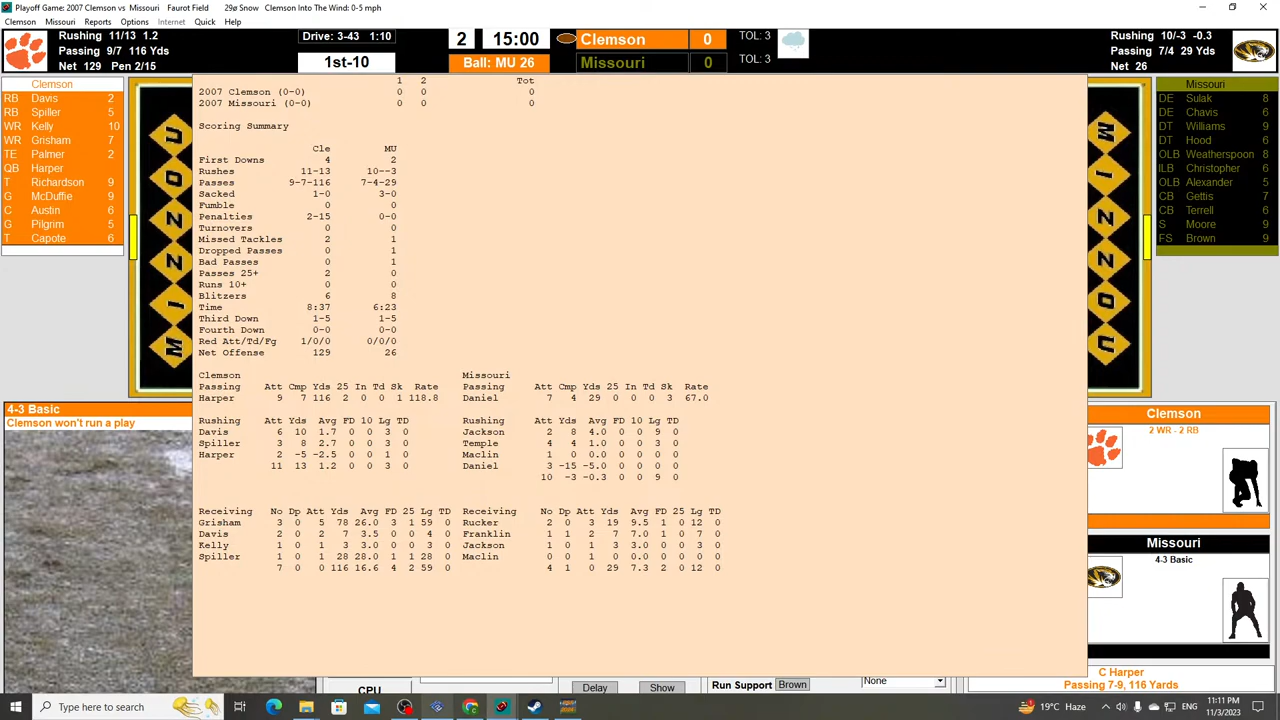 Playoff Game: 2007 Clemson vs Missouri Faurot Field 29ø Snow Clemson Into The Wind: 0-5 mph
Clemson Missouri Reports Options Internet Quick Help
Rushing 11/13 1.2
Passing 9/7 116 Yds
Net 129 Pen 2/15
Drive: 3-43 1:10
1st-10
2 15:00
Ball: MU 26
Clemson 0
Missouri 0
TOL: 3
TOL: 3
Rushing 10/-3 -0.3
Passing 7/4 29 Yds
Net 26
Clemson
RB Davis 2
RB Spiller 5
WR Kelly 10
WR Grisham 7
TE Palmer 2
QB Harper
T Richardson 9
G McDuffie 9
C Austin 6
G Pilgrim 5
T Capote 6
MIZZOU
1 2 Tot
2007 Clemson (0-0) 0 0 0
2007 Missouri (0-0) 0 0 0
Scoring Summary
Cle MU
First Downs 4 2
Rushes 11-13 10--3
Passes 9-7-116 7-4-29
Sacked 1-0 3-0
Fumble 0 0
Penalties 2-15 0-0
Turnovers 0 0
Missed Tackles 2 1
Dropped Passes 0 1
Bad Passes 0 1
Passes 25+ 2 0
Runs 10+ 0 0
Blitzers 6 8
Time 8:37 6:23
Third Down 1-5 1-5
Fourth Down 0-0 0-0
Red Att/Td/Fg 1/0/0 0/0/0
Net Offense 129 26
Clemson
Passing Att Cmp Yds 25 In Td Sk Rate
Harper 9 7 116 2 0 0 1 118.0
Rushing Att Yds Avg FD 10 Lg TD
Davis 6 10 1.7 0 0 3 0
Spiller 3 8 2.7 0 0 3 0
Harper 2 -5 -2.5 0 0 1 0
11 13 1.2 0 0 3 0
Receiving No Dp Att Yds Avg FD 25 Lg TD
Grisham 3 0 5 78 26.0 3 1 59 0
Davis 2 0 2 7 3.5 0 0 4 0
Kelly 1 0 1 3 3.0 0 0 3 0
Spiller 1 0 1 28 28.0 1 1 28 0
7 0 0 116 16.6 4 2 59 0
Missouri
Passing Att Cmp Yds 25 In Td Sk Rate
Daniel 7 4 29 0 0 0 3 67.0
Rushing Att Yds Avg FD 10 Lg TD
Jackson 2 8 4.0 0 0 9 0
Temple 4 4 1.0 0 0 3 0
Maclin 1 0 0.0 0 0 0 0
Daniel 3 -15 -5.0 0 0 0 0
10 -3 -0.3 0 0 9 0
Receiving No Dp Att Yds Avg FD 25 Lg TD
Rucker 2 0 3 19 9.5 1 0 12 0
Franklin 1 1 2 7 7.0 1 0 7 0
Jackson 1 0 1 3 3.0 0 0 3 0
Maclin 0 0 1 0 0.0 0 0 0 0
4 1 0 29 7.3 2 0 12 0
MIZZOU
Missouri
DE Sulak 8
DE Chavis 6
DT Williams 9
DT Hood 6
OLB Weatherspoon 8
ILB Christopher 6
OLB Alexander 5
CB Gettis 7
CB Terrell 6
S Moore 9
FS Brown 9
4-3 Basic
Clemson won't run a play
Clemson
2 WR - 2 RB
Missouri
4-3 Basic
CPU
Delay
Show
Run Support Brown
None
C Harper
Passing 7-9, 116 Yards
Type here to search
19°C Haze
ENG
11:11 PM
11/3/2023